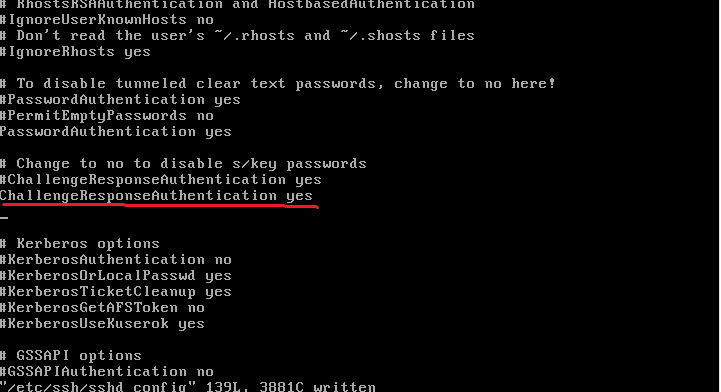 # RhostsRSAAuthentication and HostbasedAuthentication
#IgnoreUserKnownHosts no
# Don't read the user's ~/.rhosts and ~/.shosts files
#IgnoreRhosts yes
# To disable tunneled clear text passwords, change to no here!
#PasswordAuthentication yes
#PermitEmptyPasswords no
PasswordAuthentication yes
# Change to no to disable s/key passwords
#ChallengeResponseAuthentication yes
ChallengeResponseAuthentication yes
# Kerberos options
#KerberosAuthentication no
#KerberosOrLocalPasswd yes
#KerberosTicketCleanup yes
#KerberosGetAFSToken no
#KerberosUseKuserok yes
# GSSAPI options
#GSSAPIAuthentication no
"/etc/ssh/sshd_config" 139L, 3881C written